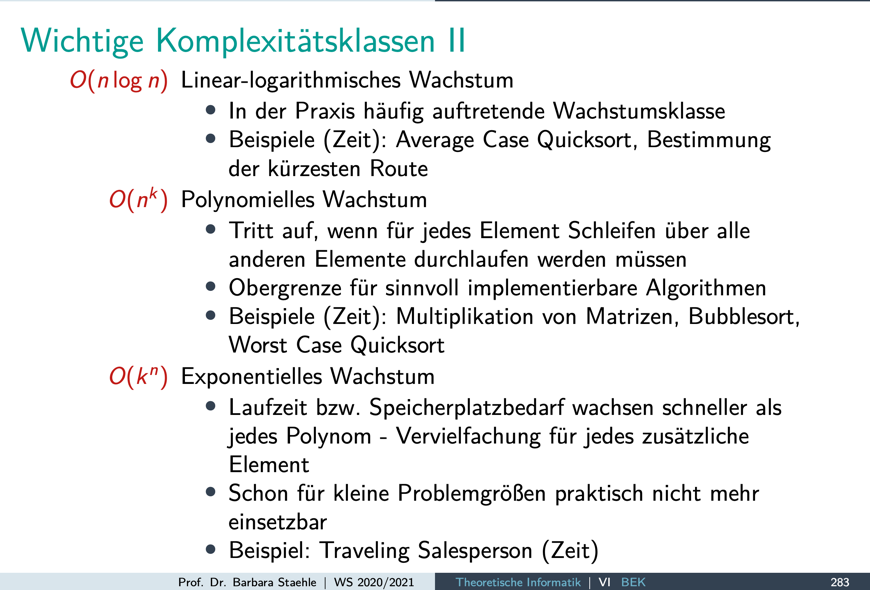 Wichtige Komplexitätsklassen II
O(n log n) Linear-logarithmisches Wachstum
• In der Praxis häufig auftretende Wachstumsklasse
• Beispiele (Zeit): Average Case Quicksort, Bestimmung
der kürzesten Route
O(nᵏ) Polynomielles Wachstum
• Tritt auf, wenn für jedes Element Schleifen über alle
anderen Elemente durchlaufen werden müssen
• Obergrenze für sinnvoll implementierbare Algorithmen
• Beispiele (Zeit): Multiplikation von Matrizen, Bubblesort,
Worst Case Quicksort
O(kⁿ) Exponentielles Wachstum
• Laufzeit bzw. Speicherplatzbedarf wachsen schneller als
jedes Polynom - Vervielfachung für jedes zusätzliche
Element
• Schon für kleine Problemgrößen praktisch nicht mehr
einsetzbar
• Beispiel: Traveling Salesperson (Zeit)
Prof. Dr. Barbara Staehle | WS 2020/2021 Theoretische Informatik | VI BEK 283